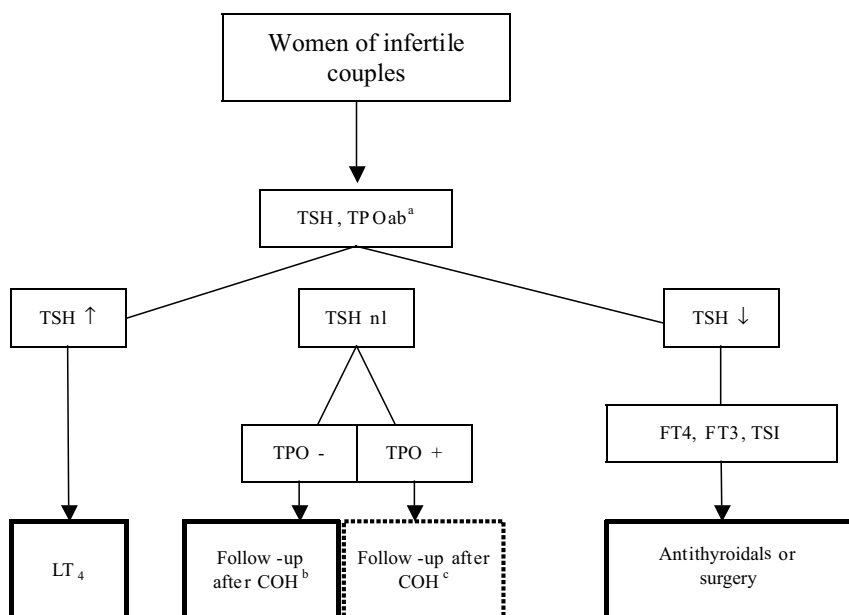 Women of infertile
couples
TSH, TPOab^a
TSH ↑
TSH nl
TSH ↓
FT4, FT3, TSI
TPO -
TPO +
LT₄
Follow -up
after COH^b
Follow -up after
COH^c
Antithyroidals or
surgery